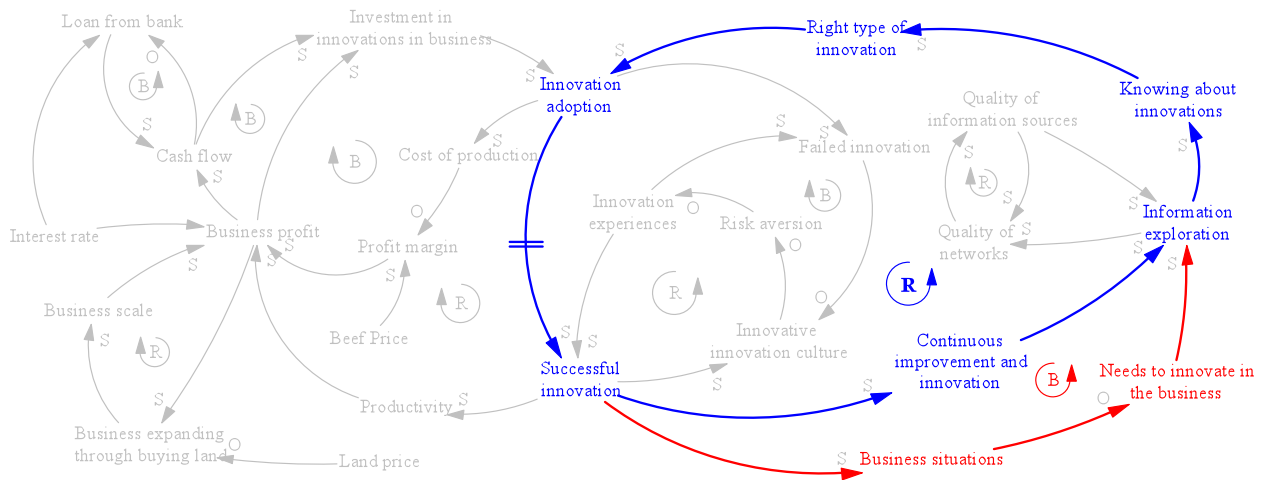 Loan from bank
Investment in
innovations in business
Right type of
innovation
S
O
S
S
S
B
S
Innovation
adoption
Knowing about
innovations
Quality of
information sources
S
B
S
S
S
Cash flow
B
Cost of production
Failed innovation
S
S
S
R
B
S
Innovation
experiences
O
O
Risk aversion
S
S
Information
exploration
Interest rate
Business profit
S
Profit margin
O
Quality of
networks
S
S
S
S
S
R
R
R
O
Business scale
S
Beef Price
S
S
Innovative
innovation culture
Continuous
improvement and
innovation
R
Successful
innovation
S
S
B
Needs to innovate in
the business
O
S
Productivity
S
Business expanding
through buying land
O
Land price
S
Business situations